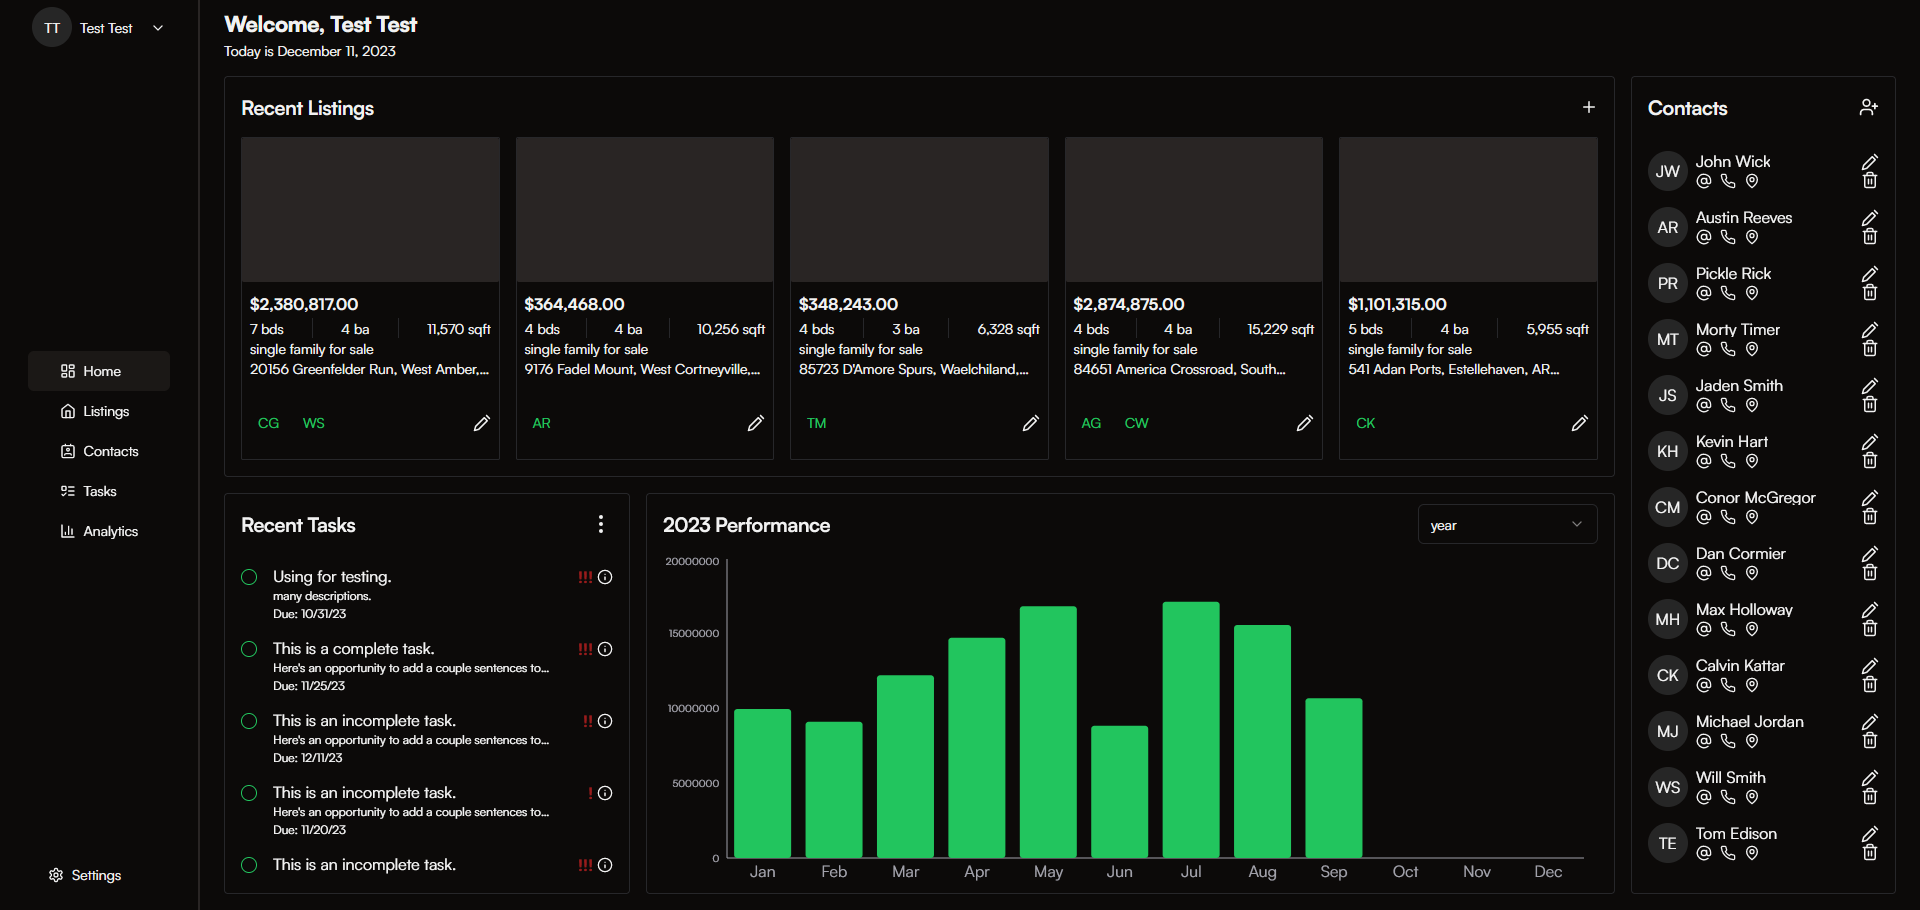 TT Test Test
Home
Listings
Contacts
Tasks
Analytics
Settings
Welcome, Test Test
Today is December 11, 2023
Recent Listings
$2,380,817.00
7 bds 4 ba 11,570 sqft
single family for sale
20156 Greenfelder Run, West Amber,...
CG WS
$364,468.00
4 bds 4 ba 10,256 sqft
single family for sale
9176 Fadel Mount, West Cortneyville,...
AR
$348,243.00
4 bds 3 ba 6,328 sqft
single family for sale
85723 D'Amore Spurs, Waelchiland,...
TM
$2,874,875.00
4 bds 4 ba 15,229 sqft
single family for sale
84651 America Crossroad, South...
AG CW
$1,101,315.00
5 bds 4 ba 5,955 sqft
single family for sale
541 Adan Ports, Estellehaven, AR...
CK
Recent Tasks
Using for testing. !!!
many descriptions.
Due: 10/31/23
This is a complete task. !!!
Here's an opportunity to add a couple sentences to...
Due: 11/25/23
This is an incomplete task. !!
Here's an opportunity to add a couple sentences to...
Due: 12/11/23
This is an incomplete task. !
Here's an opportunity to add a couple sentences to...
Due: 11/20/23
This is an incomplete task. !!!
2023 Performance
year
20000000
15000000
10000000
5000000
0
Jan Feb Mar Apr May Jun Jul Aug Sep Oct Nov Dec
Contacts
JW John Wick
AR Austin Reeves
PR Pickle Rick
MT Morty Timer
JS Jaden Smith
KH Kevin Hart
CM Conor McGregor
DC Dan Cormier
MH Max Holloway
CK Calvin Kattar
MJ Michael Jordan
WS Will Smith
TE Tom Edison